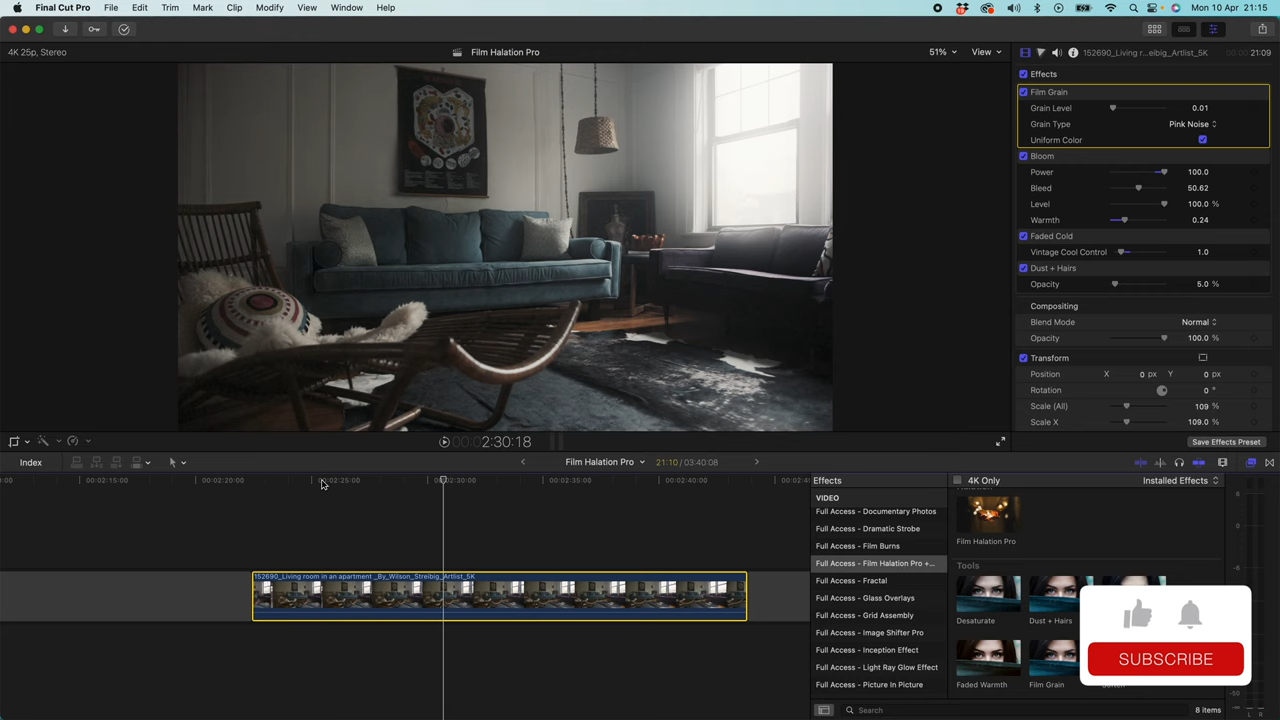 Final Cut Pro File Edit Trim Mark Clip Modify View Window Help Mon 10 Apr 21:15
4K 25p, Stereo Film Halation Pro 51% View 152690_Living r...eibig_Artlist_5K 21:09
Effects
Film Grain
Grain Level 0.01
Grain Type Pink Noise
Uniform Color
Bloom
Power 100.0
Bleed 50.62
Level 100.0 %
Warmth 0.24
Faded Cold
Vintage Cool Control 1.0
Dust + Hairs
Opacity 5.0 %
Compositing
Blend Mode Normal
Opacity 100.0 %
Transform
Position X 0 px Y 0 px
Rotation 0 °
Scale (All) 109 %
Scale X 109.0 %
00:00:2:30:18 Save Effects Preset
Index Film Halation Pro 21:10 / 03:40:08
00:02:15:00 00:02:20:00 00:02:25:00 00:02:30:00 00:02:35:00 00:02:40:00
Effects 4K Only Installed Effects
VIDEO
Full Access - Documentary Photos
Full Access - Dramatic Strobe
Full Access - Film Burns
Full Access - Film Halation Pro +...
Full Access - Fractal
Full Access - Glass Overlays
Full Access - Grid Assembly
Full Access - Image Shifter Pro
Full Access - Inception Effect
Full Access - Light Ray Glow Effect
Full Access - Picture In Picture
Film Halation Pro
Tools
Desaturate Dust + Hairs
Faded Warmth Film Grain
152690_Living room in an apartment _By_Wilson_Streibig_Artlist_5K
SUBSCRIBE
Search 8 items